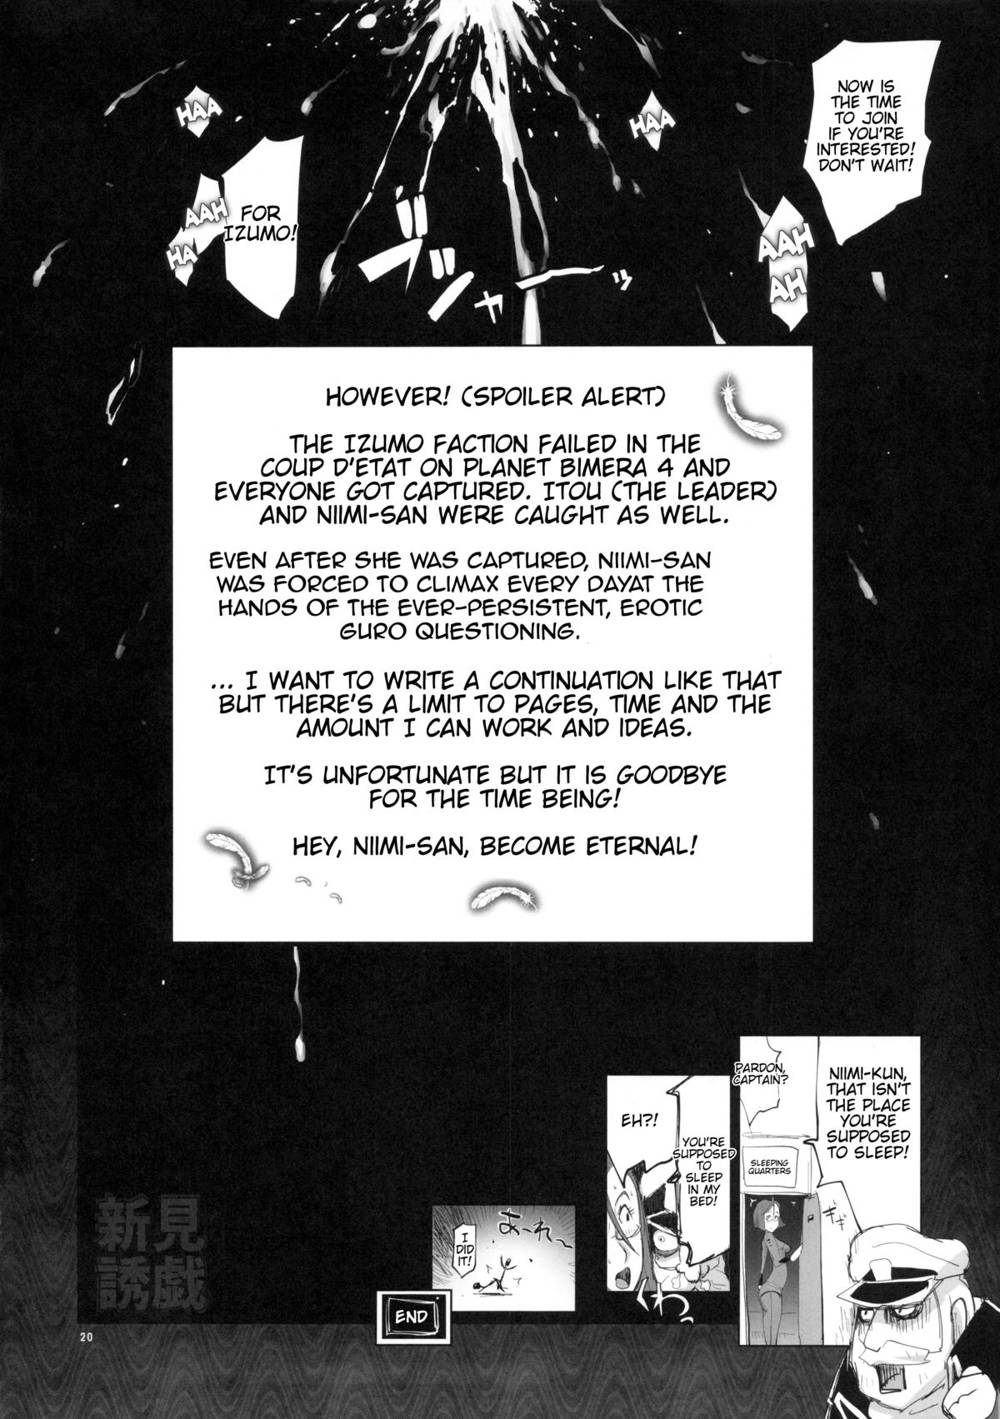 NOW IS
THE TIME
TO JOIN
IF YOU'RE
INTERESTED!
DON'T WAIT!
HAA
HAA
FOR
IZUMO!
AAH
HA
AAH
AH
ブビッ
HOWEVER! (SPOILER ALERT)
THE IZUMO FACTION FAILED IN THE
COUP D'ETAT ON PLANET BIMERA 4 AND
EVERYONE GOT CAPTURED. ITOU (THE LEADER)
AND NIIMI-SAN WERE CAUGHT AS WELL.
EVEN AFTER SHE WAS CAPTURED, NIIMI-SAN
WAS FORCED TO CLIMAX EVERY DAYAT THE
HANDS OF THE EVER-PERSISTENT, EROTIC
GURO QUESTIONING.
... I WANT TO WRITE A CONTINUATION LIKE THAT
BUT THERE'S A LIMIT TO PAGES, TIME AND THE
AMOUNT I CAN WORK AND IDEAS.
IT'S UNFORTUNATE BUT IT IS GOODBYE
FOR THE TIME BEING!
HEY, NIIMI-SAN, BECOME ETERNAL!
NIIMI-KUN,
THAT ISN'T
THE PLACE
YOU'RE
SUPPOSED
TO SLEEP!
PARDON,
CAPTAIN?
SLEEPING
QUARTERS
EH?!
YOU'RE
SUPPOSED
TO
SLEEP
IN MY
BED!
あ〜れ〜
I
DID
IT!
END
新見
誘戯
20